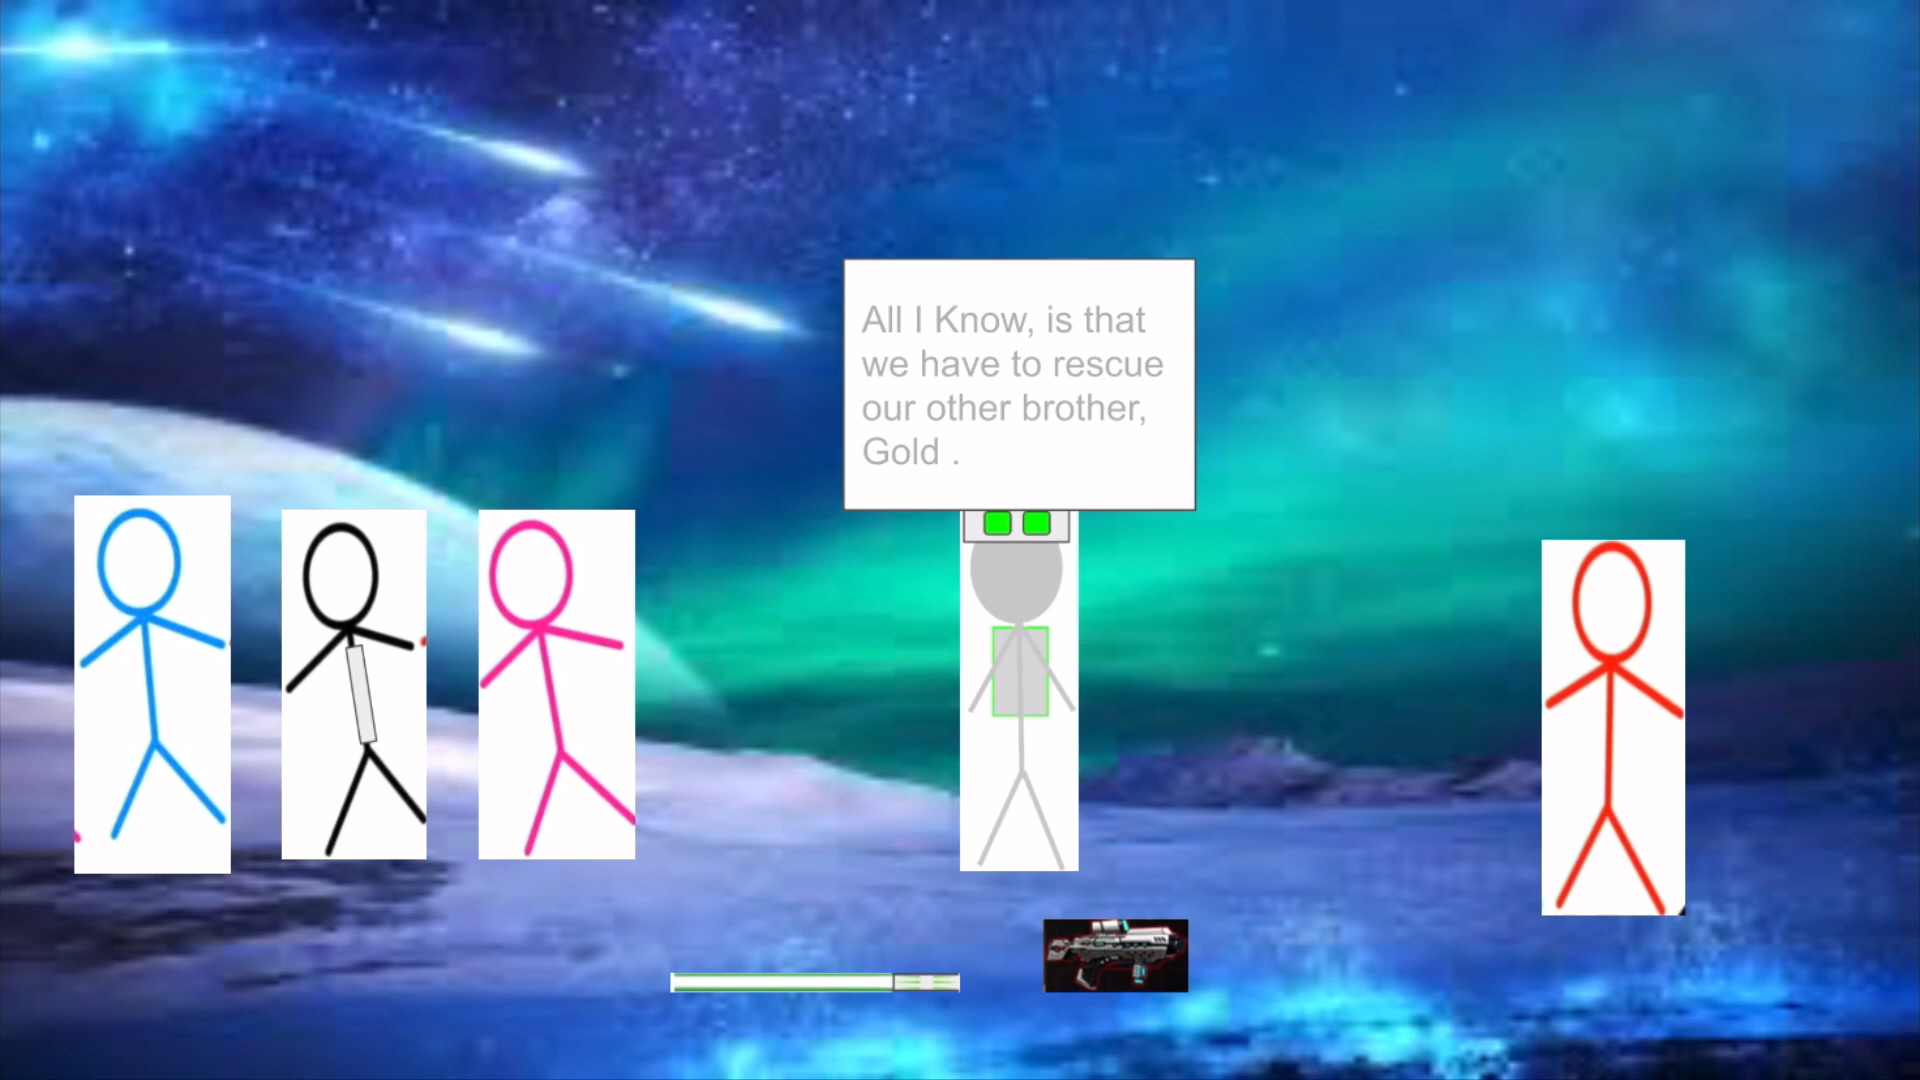 All I Know, is that
we have to rescue
our other brother,
Gold .